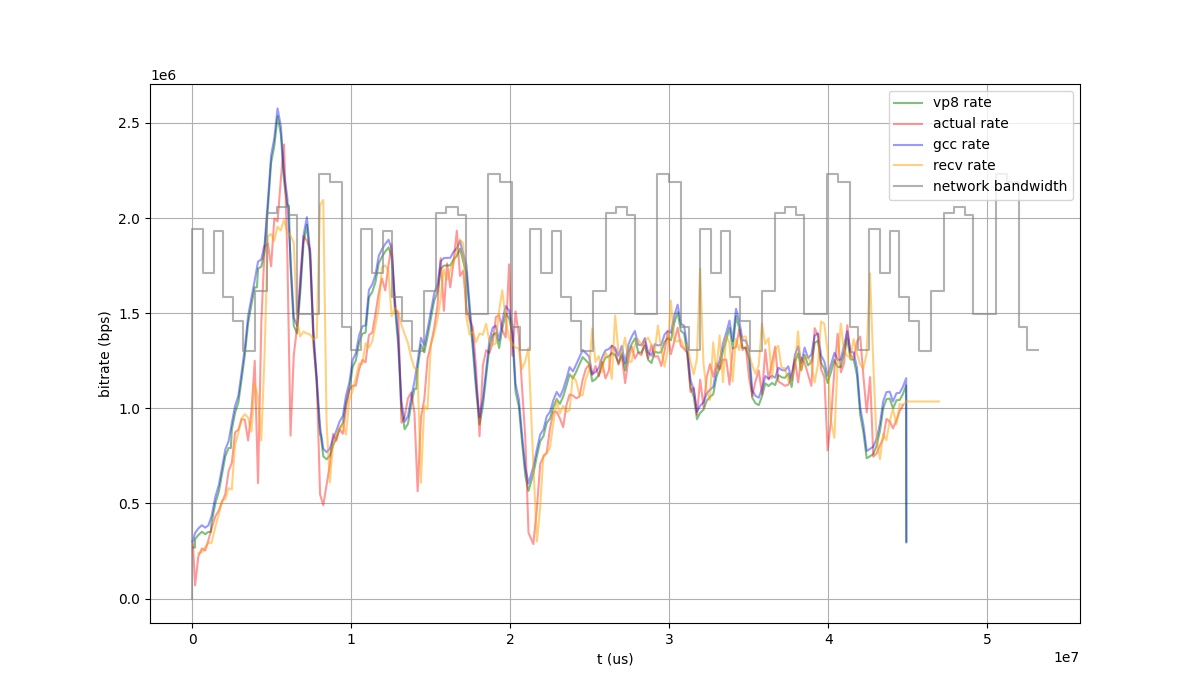 1e6
bitrate (bps)
2.5
2.0
1.5
1.0
0.5
0.0
vp8 rate
actual rate
gcc rate
recv rate
network bandwidth
0 1 2 3 4 5
t (us)
1e7